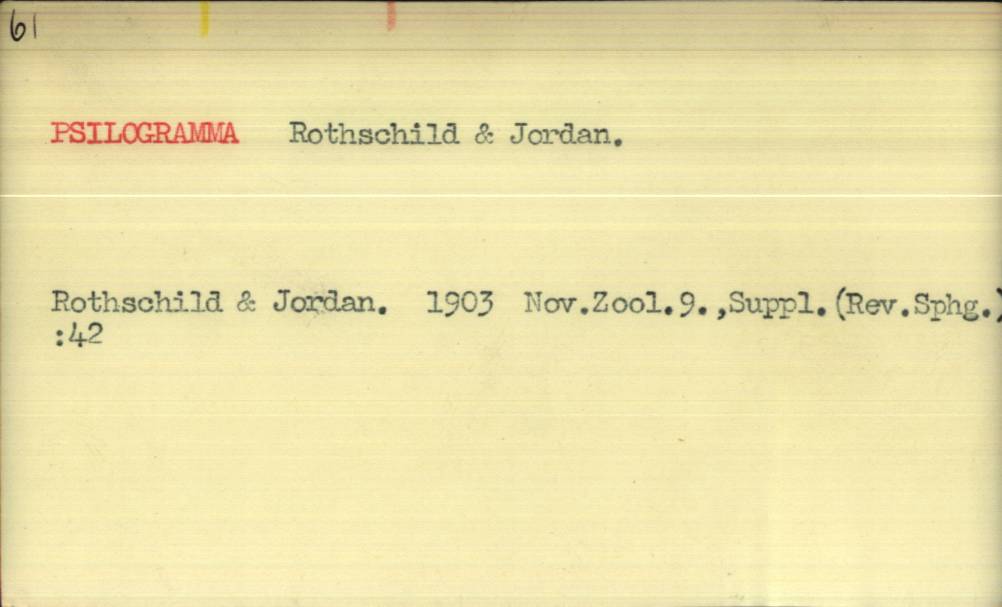 61
PSILOGRAMMA Rothschild & Jordan.
Rothschild & Jordan. 1903 Nov.Zool.9.,Suppl.(Rev.Sphg.)
:42